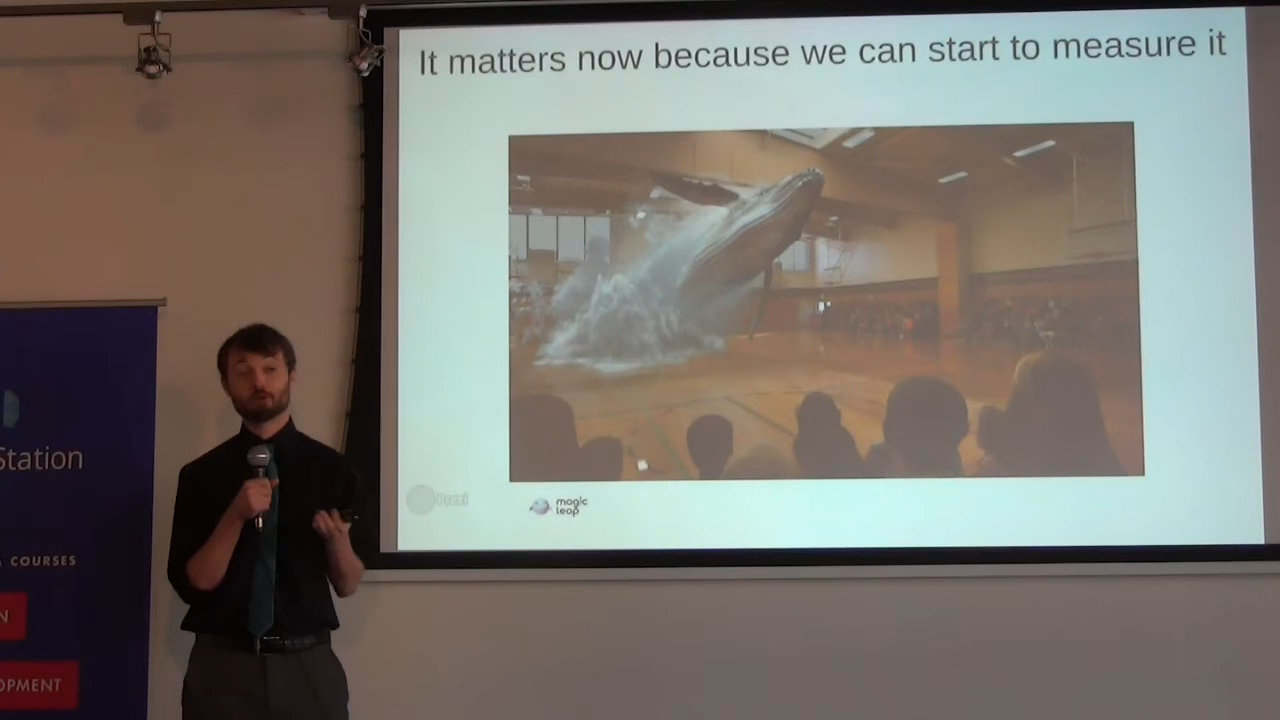 It matters now because we can start to measure it
magic
leap
Station
COURSES
N
OPMENT